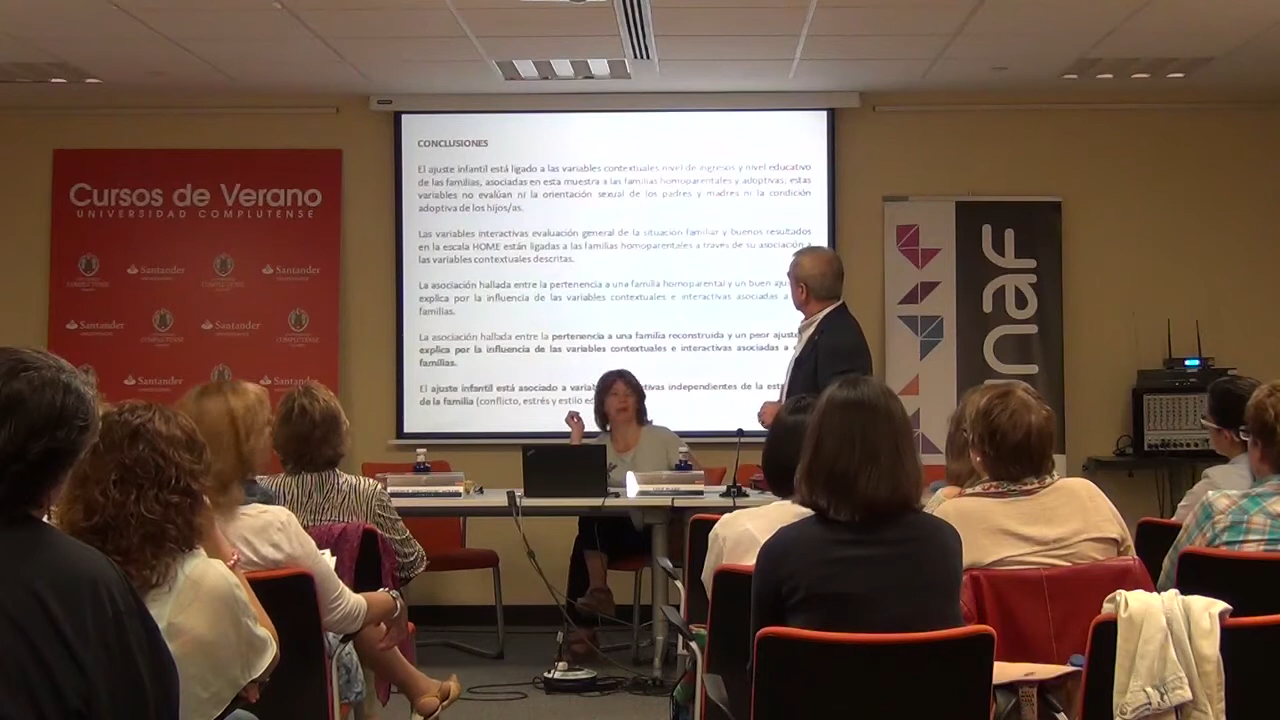 CONCLUSIONES
El ajuste infantil está ligado a las variables contextuales nivel de ingresos y nivel educativo
de las familias, asociadas en esta muestra a las familias homoparentales y adoptivas, estas
variables no evalúan ni la orientación sexual de los padres y madres ni la condición
adoptiva de los hijos/as.
Las variables interactivas evaluación general de la situación familiar y buenos resultados
en la escala HOME están ligadas a las familias homoparentales a través de su asociación a
las variables contextuales descritas.
La asociación hallada entre la pertenencia a una familia homoparental y un buen
explica por la influencia de las variables contextuales e interactivas asociadas a
familias.
La asociación hallada entre la pertenencia a una familia reconstruida y un peor ajuste
explica por la influencia de las variables contextuales e interactivas asociadas a
familias.
El ajuste infantil está asociado a independientes de la
de la familia (conflicto, estrés y estilo
Cursos de Verano
UNIVERSIDAD COMPLUTENSE
Santander Santander
Santander Santander
Santander Santander
unaf